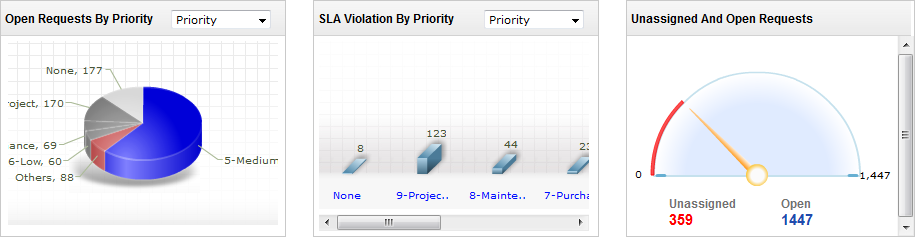 Open Requests By Priority
Priority
None, 177
oject, 170
ance, 69
6-Low, 60
Others, 88
5-Medium
SLA Violation By Priority
Priority
8
123
44
23
None
9-Projec..
8-Mainte..
7-Purcha
Unassigned And Open Requests
0
1,447
Unassigned
Open
359
1447